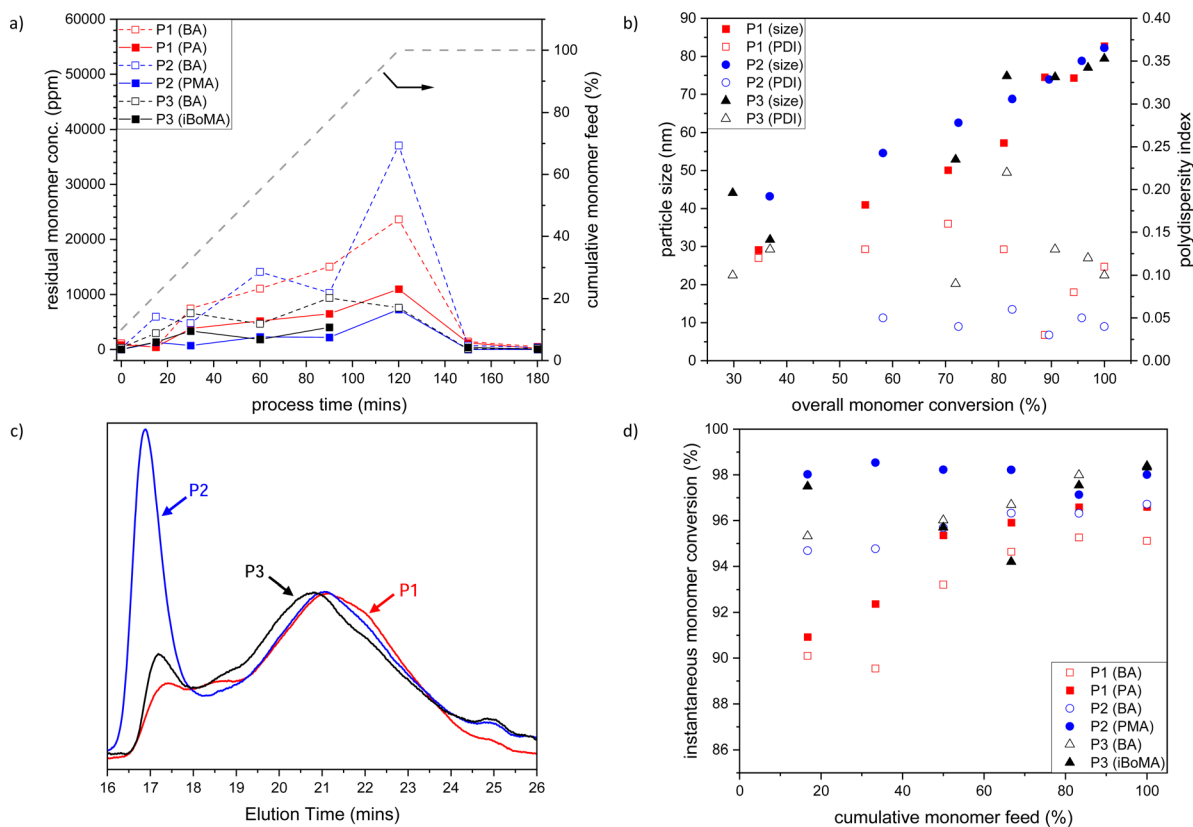 a)
residual monomer conc. (ppm)
60000
50000
40000
30000
20000
10000
0
P1 (BA)
P1 (PA)
P2 (BA)
P2 (PMA)
P3 (BA)
P3 (iBoMA)
0 20 40 60 80 100 120 140 160 180
process time (mins)
100
80
60
40
20
0
cumulative monomer feed (%)
b)
particle size (nm)
90
80
70
60
50
40
30
20
10
0
P1 (size)
P1 (PDI)
P2 (size)
P2 (PDI)
P3 (size)
P3 (PDI)
30 40 50 60 70 80 90 100
overall monomer conversion (%)
0.40
0.35
0.30
0.25
0.20
0.15
0.10
0.05
0.00
polydispersity index
c)
P2
P3
P1
16 17 18 19 20 21 22 23 24 25 26
Elution Time (mins)
d)
instantaneous monomer conversion (%)
100
98
96
94
92
90
88
86
P1 (BA)
P1 (PA)
P2 (BA)
P2 (PMA)
P3 (BA)
P3 (iBoMA)
0 20 40 60 80 100
cumulative monomer feed (%)